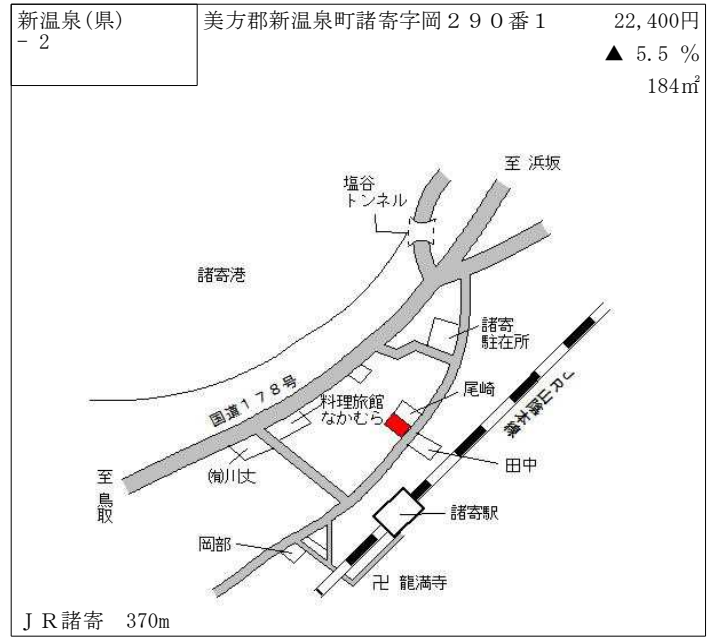 新温泉(県)
－２
美方郡新温泉町諸寄字岡２９０番１
22,400円
▲ 5.5 %
184㎡
至 浜坂
塩谷
トンネル
諸寄港
諸寄
駐在所
国道１７８号
料理旅館
なかむら
尾崎
ＪＲ山陰本線
㈲川丈
田中
至
鳥取
諸寄駅
岡部
卍 龍満寺
ＪＲ諸寄　370m